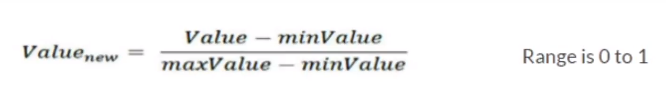 Value_new = (Value − minValue) / (maxValue − minValue)
Range is 0 to 1